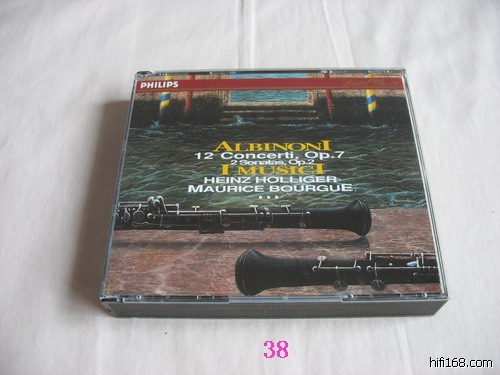 PHILIPS
ALBINONI
12 Concerti, Op.7
2 Sonatas, Op.2
I MUSICI
HEINZ HOLLIGER
MAURICE BOURGUE
38
hifi168.com